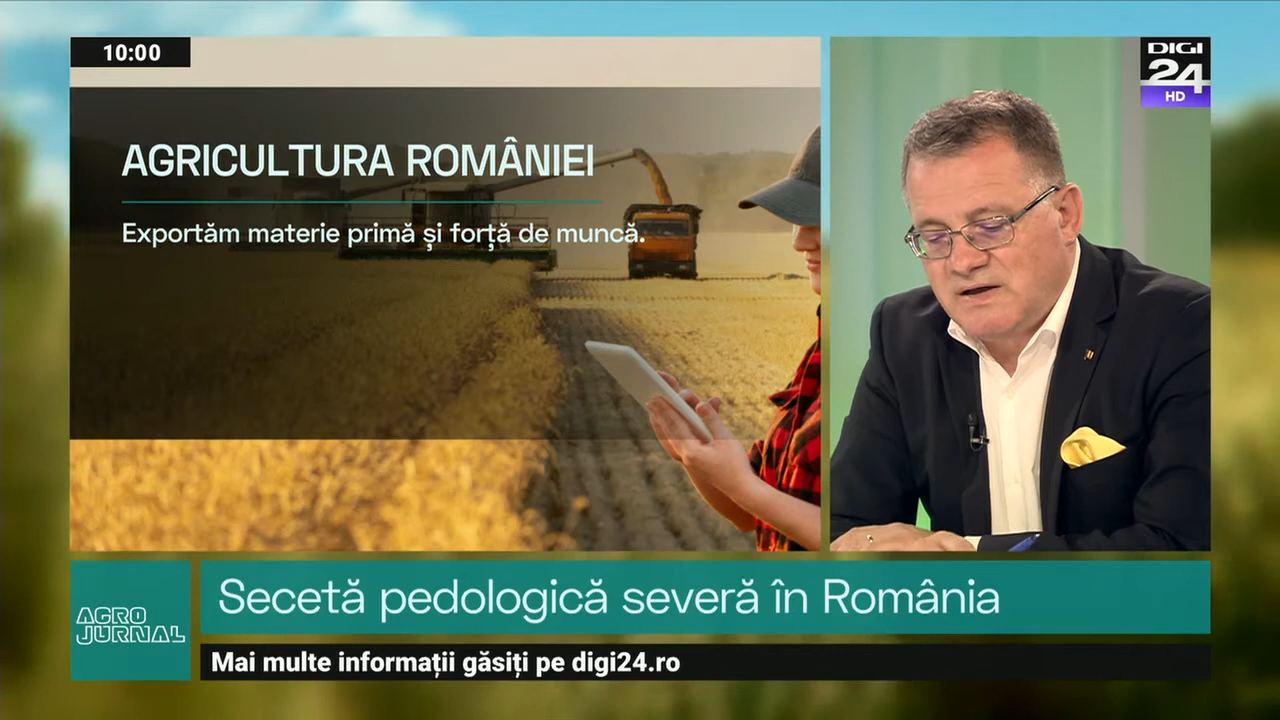 10:00
DIGI
24
HD
AGRICULTURA ROMÂNIEI
Exportăm materie primă și forță de muncă.
Secetă pedologică severă în România
AGRO
JURNAL
Mai multe informații găsiți pe digi24.ro